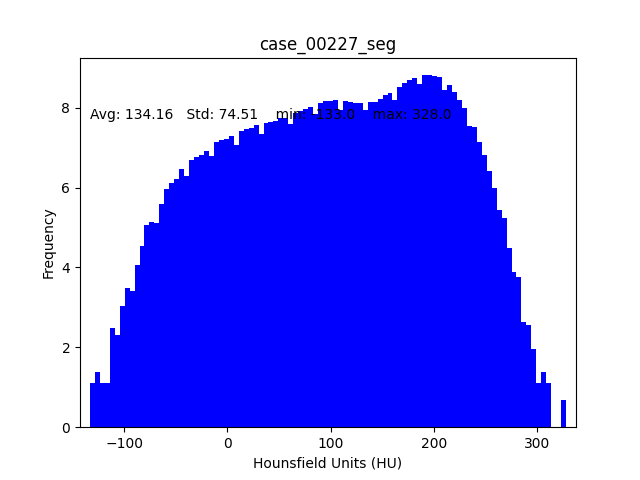 case_00227_seg
Avg: 134.16 Std: 74.51 min: -133.0 max: 328.0
8
6
4
2
0
Frequency
−100 0 100 200 300
Hounsfield Units (HU)